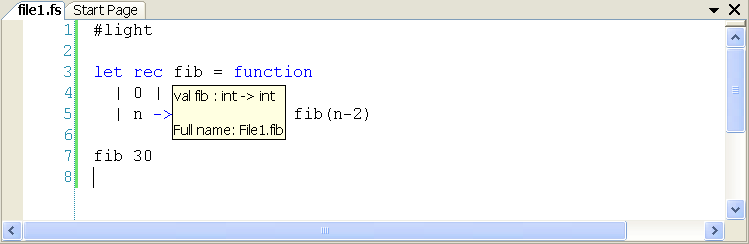 file1.fs Start Page
1 #light
2
3 let rec fib = function
4 | 0 |
5 | n -> fib(n-2)
6
7 fib 30
8
val fib : int -> int
Full name: File1.fib